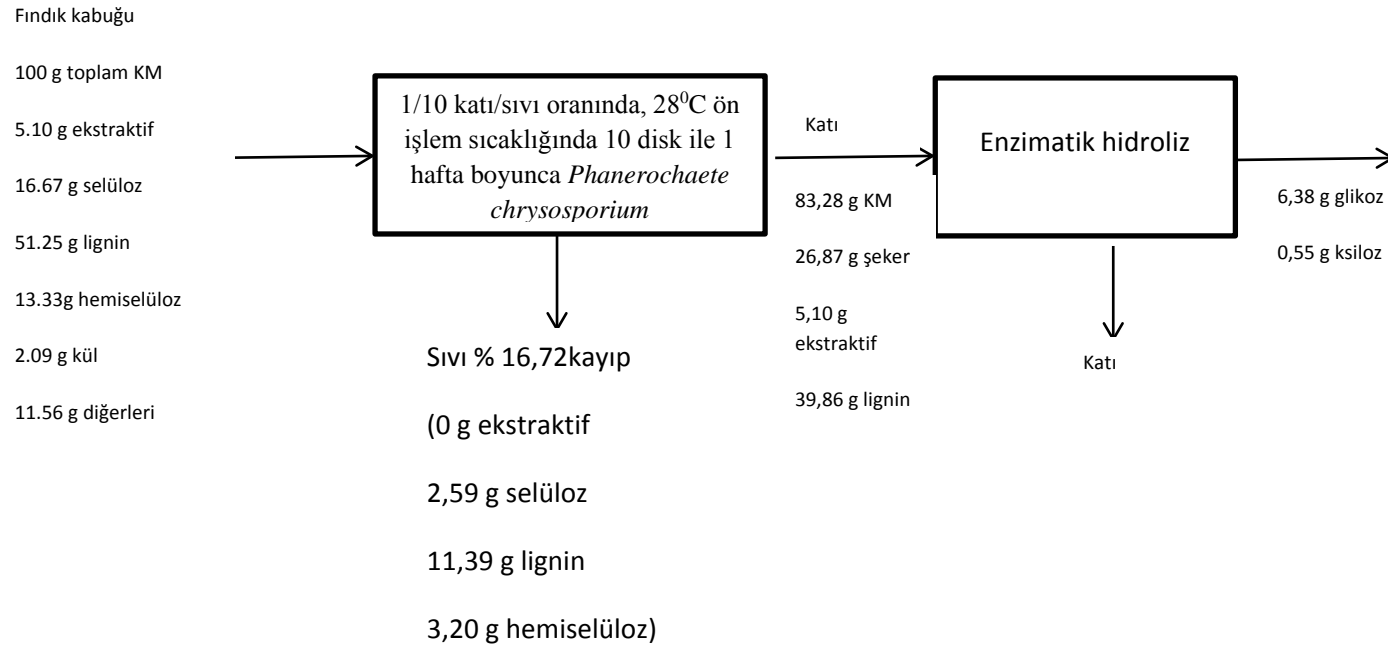 Fındık kabuğu
100 g toplam KM
5.10 g ekstraktif
16.67 g selüloz
51.25 g lignin
13.33g hemiselüloz
2.09 g kül
11.56 g diğerleri
1/10 katı/sıvı oranında, 28⁰C ön
işlem sıcaklığında 10 disk ile 1
hafta boyunca Phanerochaete
chrysosporium
Sıvı % 16,72kayıp
(0 g ekstraktif
2,59 g selüloz
11,39 g lignin
3,20 g hemiselüloz)
Katı
83,28 g KM
26,87 g şeker
5,10 g
ekstraktif
39,86 g lignin
Enzimatik hidroliz
Katı
6,38 g glikoz
0,55 g ksiloz